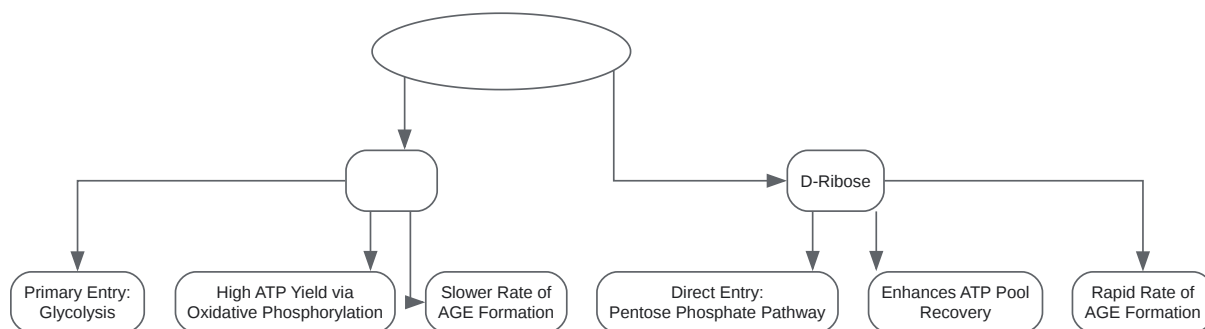 D-Ribose
Primary Entry:
Glycolysis
High ATP Yield via
Oxidative Phosphorylation
Slower Rate of
AGE Formation
Direct Entry:
Pentose Phosphate Pathway
Enhances ATP Pool
Recovery
Rapid Rate of
AGE Formation